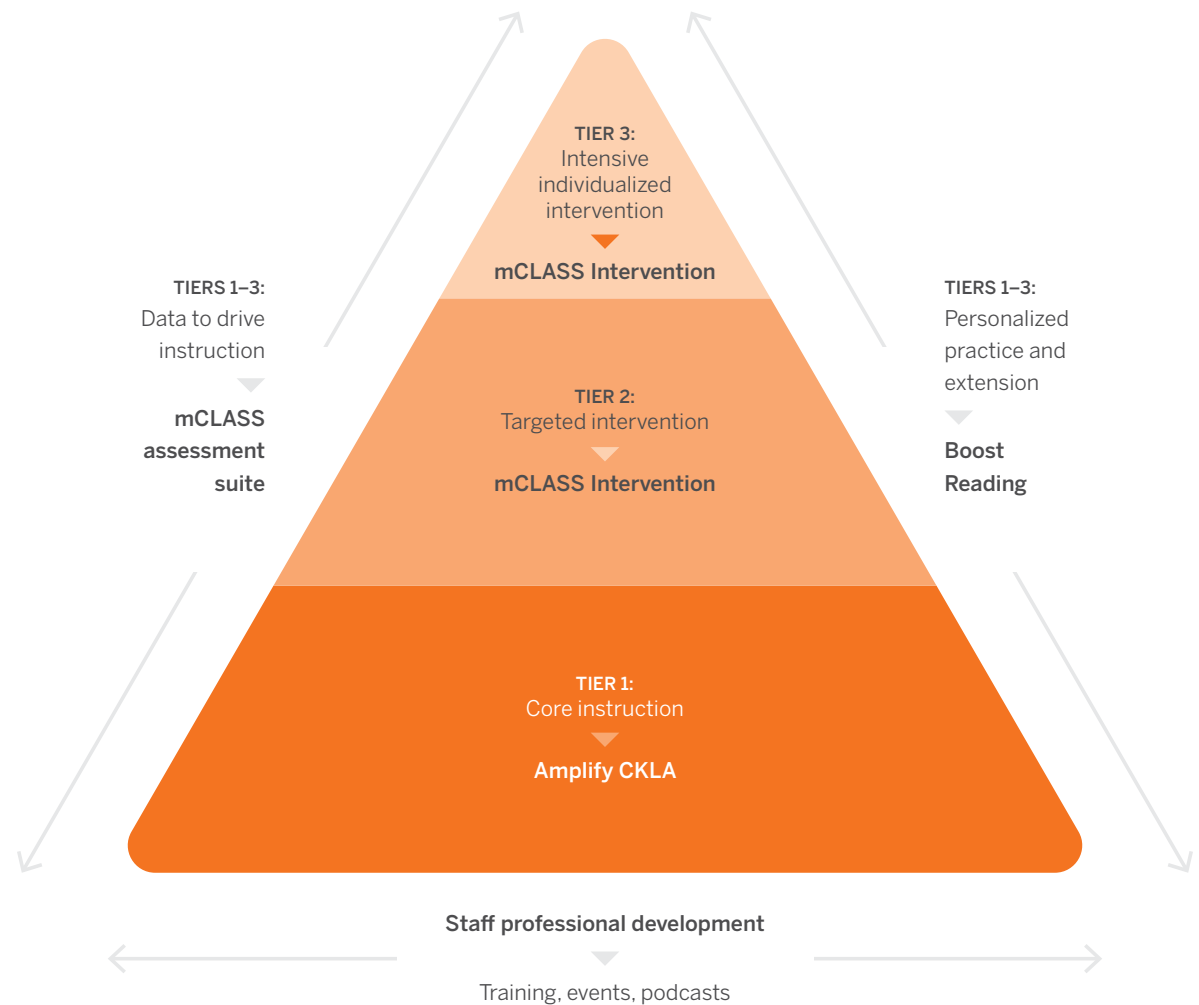 TIER 3:
Intensive
individualized
intervention
mCLASS Intervention
TIERS 1–3:
Data to drive
instruction
mCLASS
assessment
suite
TIER 2:
Targeted intervention
mCLASS Intervention
TIERS 1–3:
Personalized
practice and
extension
Boost
Reading
TIER 1:
Core instruction
Amplify CKLA
Staff professional development
Training, events, podcasts